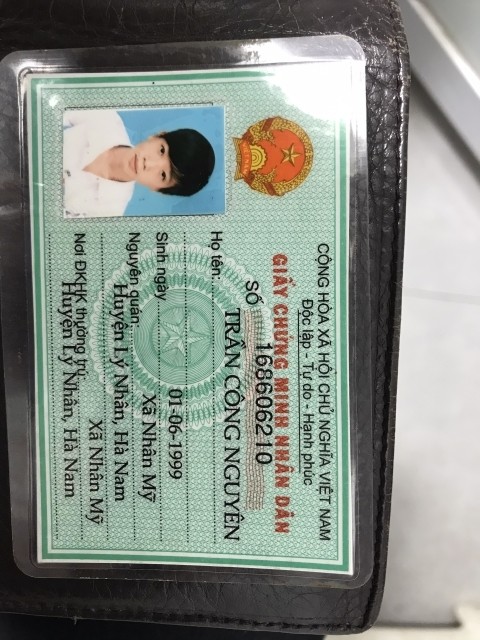 CỘNG HÒA XÃ HỘI CHỦ NGHĨA VIỆT NAM
Độc lập - Tự do - Hạnh phúc
GIẤY CHỨNG MINH NHÂN DÂN
SỐ 168606210
Họ tên: TRẦN CÔNG NGUYÊN
Sinh ngày 01-06-1999
Nguyên quán: Xã Nhân Mỹ
Huyện Lý Nhân, Hà Nam
Nơi ĐKHK thường trú: Xã Nhân Mỹ
Huyện Lý Nhân, Hà Nam